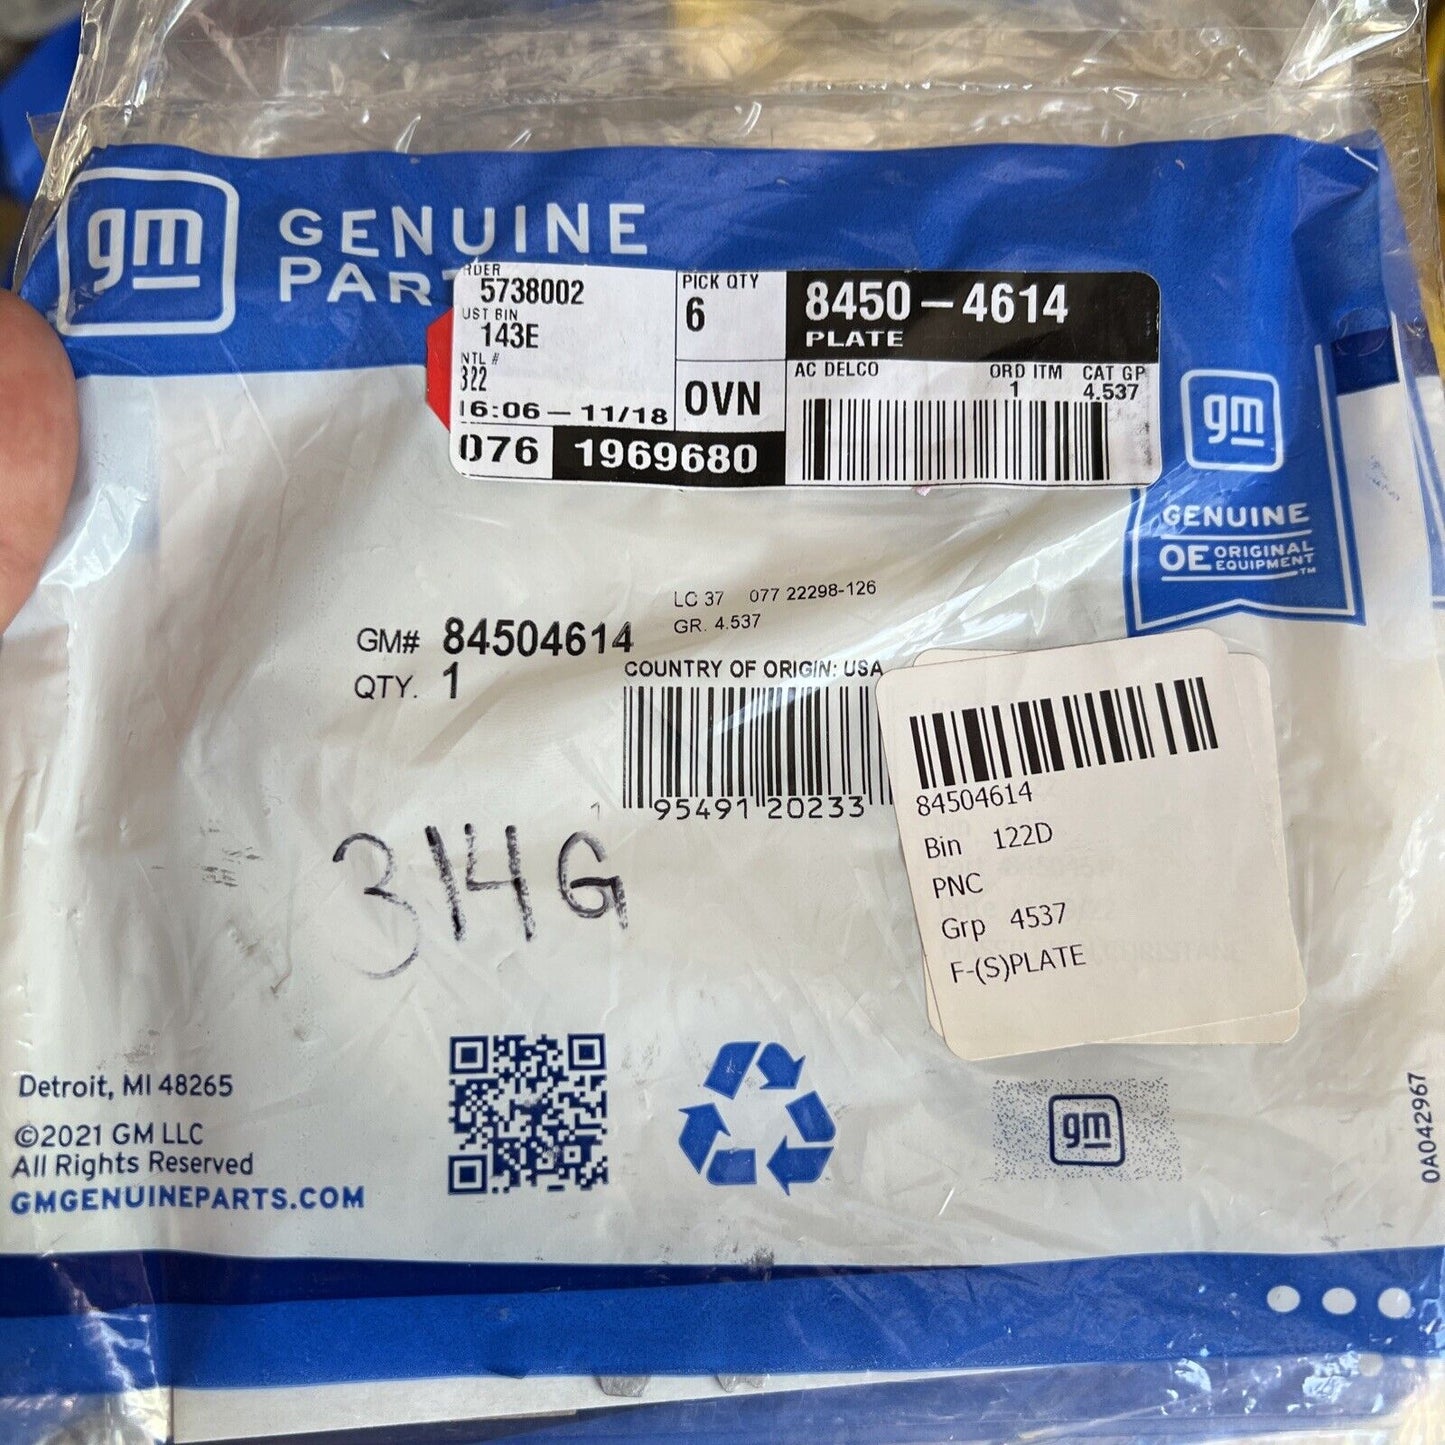 gm
GENUINE
PAR
RDER
5738002
UST BIN
143E
NTL #
322
16:06 – 11/18
076
1969680
PICK QTY
6
OVN
8450 – 4614
PLATE
AC DELCO
ORD ITM
1
CAT GP
4.537
gm
GENUINE
OE ORIGINAL
EQUIPMENT™
LC 37 077 22298-126
GR. 4.537
GM# 84504614
QTY. 1
COUNTRY OF ORIGIN: USA
95491 20233
84504614
Bin 122D
PNC
Grp 4537
F-(S)PLATE
314G
Detroit, MI 48265
©2021 GM LLC
All Rights Reserved
GMGENUINEPARTS.COM
gm
0A042967